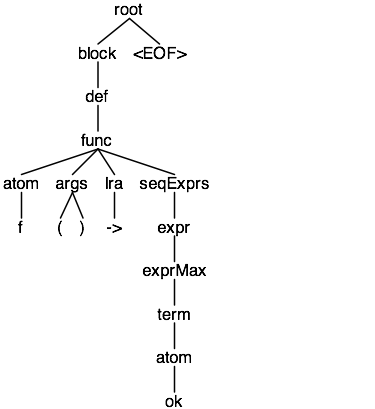 root
block <EOF>
def
func
atom args lra seqExprs
f ( ) -> expr
exprMax
term
atom
ok